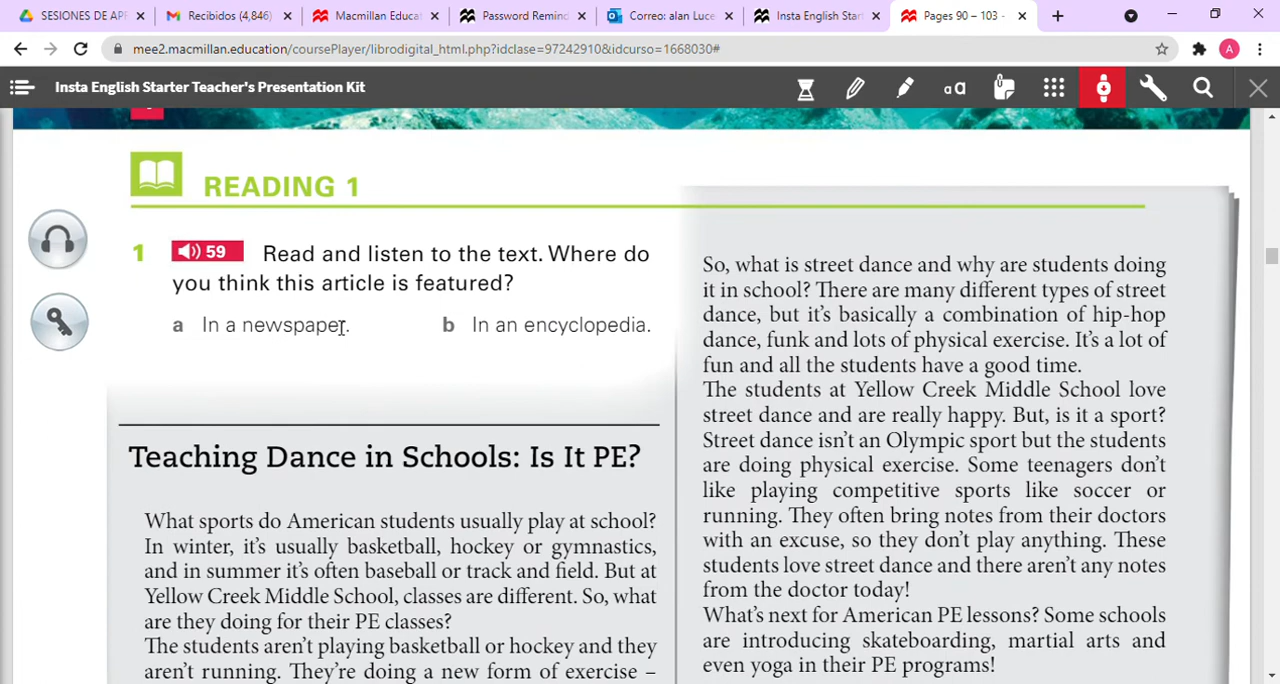 SESIONES DE APE
Recibidos (4,846)
Macmillan Educa
Password Remind
Correo: alan Luce
Insta English Start
Pages 90 – 103 -
mee2.macmillan.education/coursePlayer/librodigital_html.php?idclase=97242910&idcurso=1668030#
A
Insta English Starter Teacher's Presentation Kit
aa
READING 1
1 59 Read and listen to the text. Where do
you think this article is featured?
a In a newspaper. b In an encyclopedia.
Teaching Dance in Schools: Is It PE?
What sports do American students usually play at school?
In winter, it's usually basketball, hockey or gymnastics,
and in summer it's often baseball or track and field. But at
Yellow Creek Middle School, classes are different. So, what
are they doing for their PE classes?
The students aren't playing basketball or hockey and they
aren't running. They're doing a new form of exercise –
So, what is street dance and why are students doing
it in school? There are many different types of street
dance, but it's basically a combination of hip-hop
dance, funk and lots of physical exercise. It's a lot of
fun and all the students have a good time.
The students at Yellow Creek Middle School love
street dance and are really happy. But, is it a sport?
Street dance isn't an Olympic sport but the students
are doing physical exercise. Some teenagers don't
like playing competitive sports like soccer or
running. They often bring notes from their doctors
with an excuse, so they don't play anything. These
students love street dance and there aren't any notes
from the doctor today!
What's next for American PE lessons? Some schools
are introducing skateboarding, martial arts and
even yoga in their PE programs!